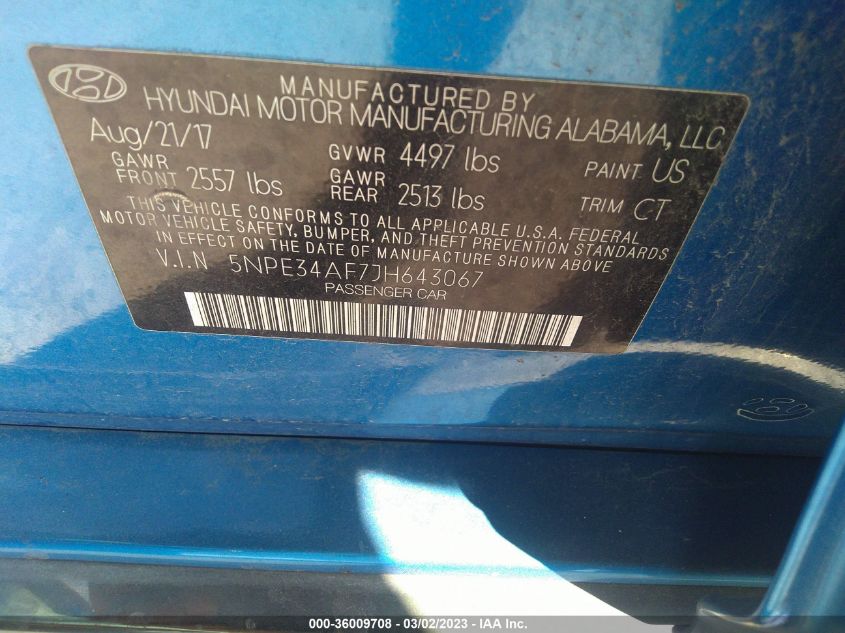 MANUFACTURED BY
HYUNDAI MOTOR MANUFACTURING ALABAMA, LLC
Aug/21/17 GVWR 4497 lbs PAINT US
GAWR FRONT 2557 lbs GAWR REAR 2513 lbs TRIM CT
THIS VEHICLE CONFORMS TO ALL APPLICABLE U.S.A. FEDERAL
MOTOR VEHICLE SAFETY, BUMPER, AND THEFT PREVENTION STANDARDS
IN EFFECT ON THE DATE OF MANUFACTURE SHOWN ABOVE
V.I.N 5NPE34AF7JH643067
PASSENGER CAR
000-36009708 - 03/02/2023 - IAA Inc.